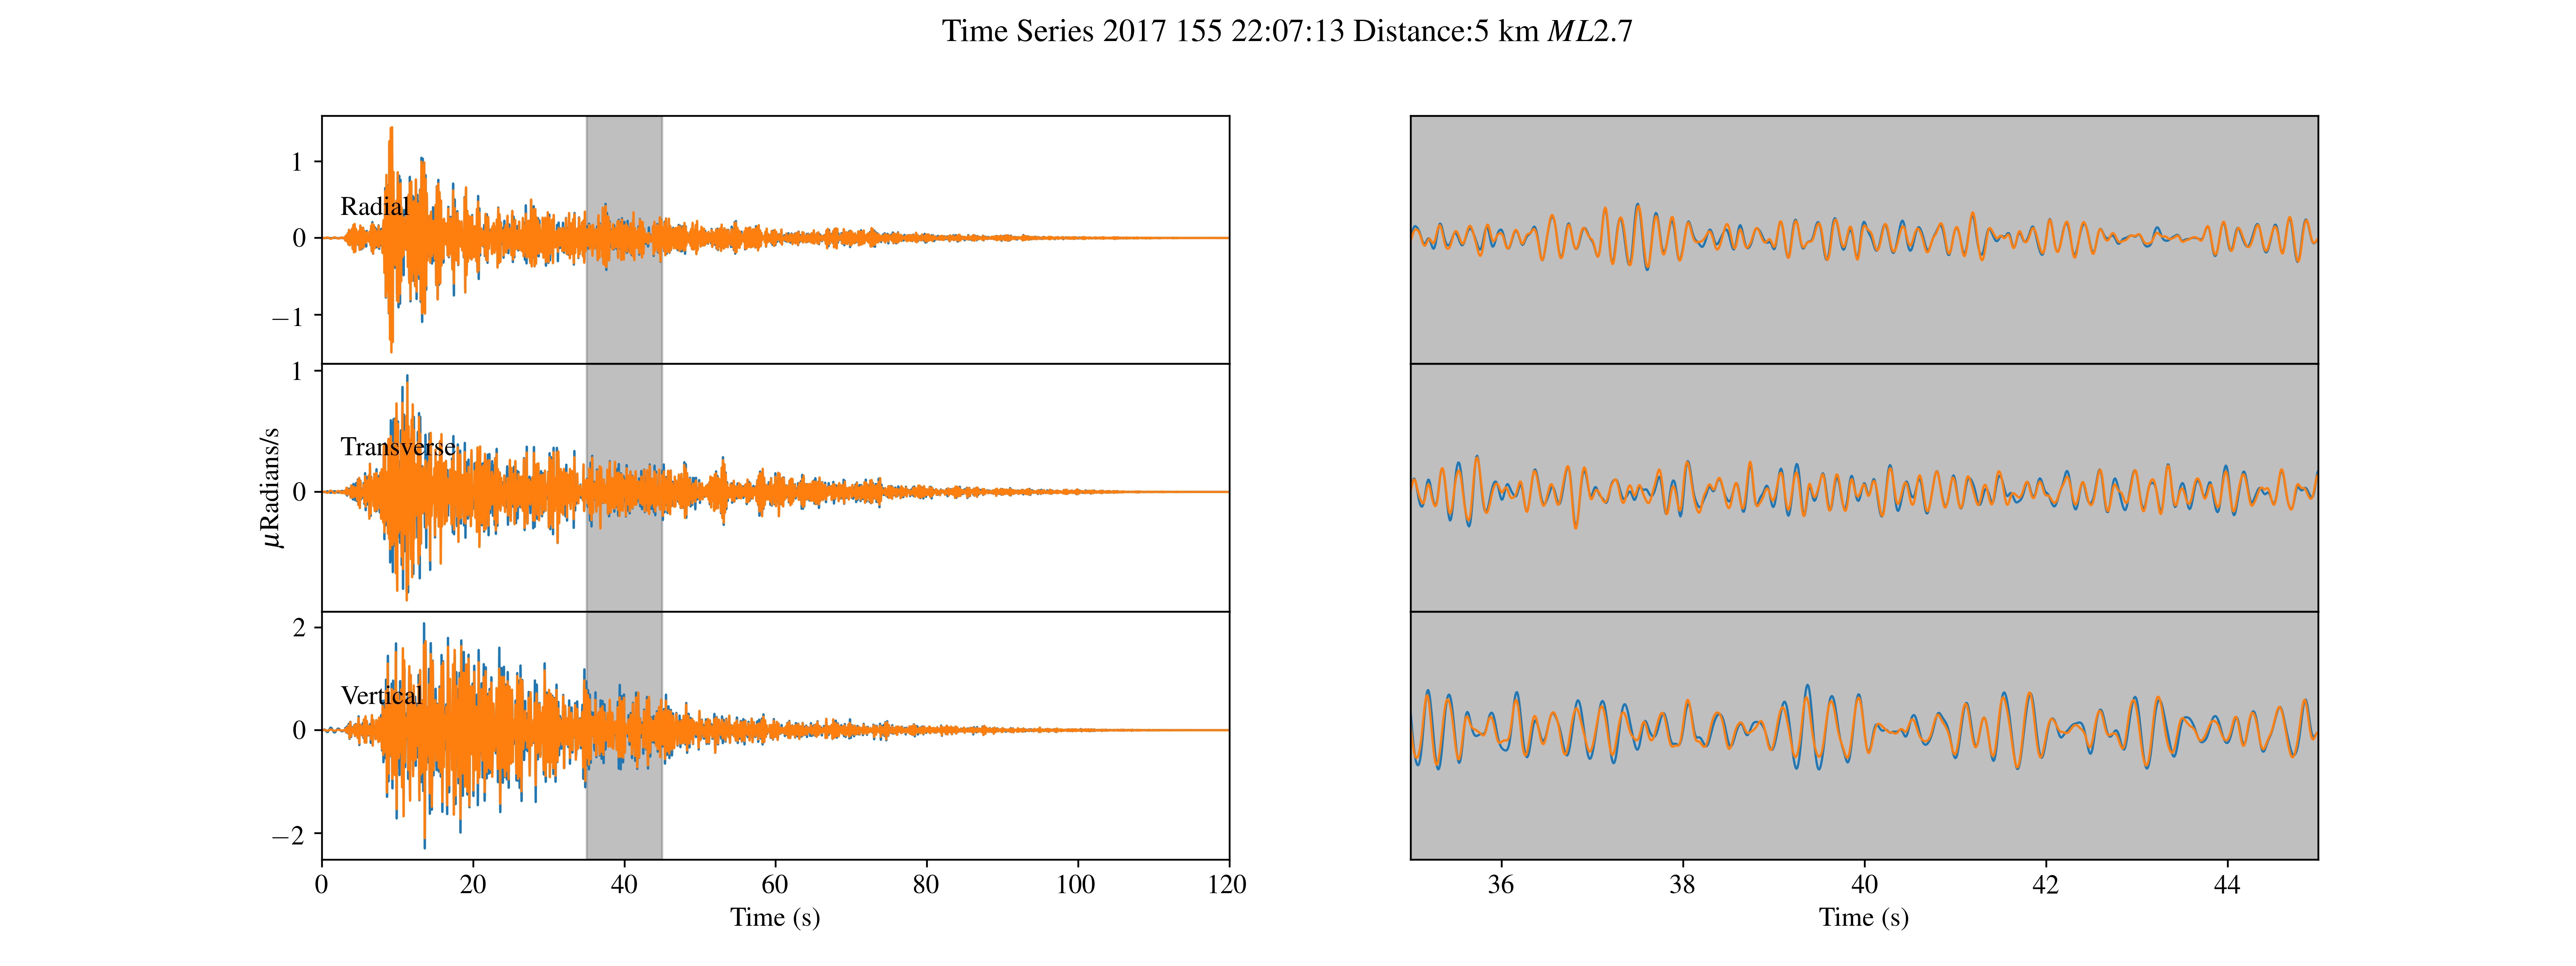 Time Series 2017 155 22:07:13 Distance:5 km ML2.7
μRadians/s
1
0
−1
Radial
1
0
Transverse
2
0
−2
Vertical
0 20 40 60 80 100 120
Time (s)
36 38 40 42 44
Time (s)